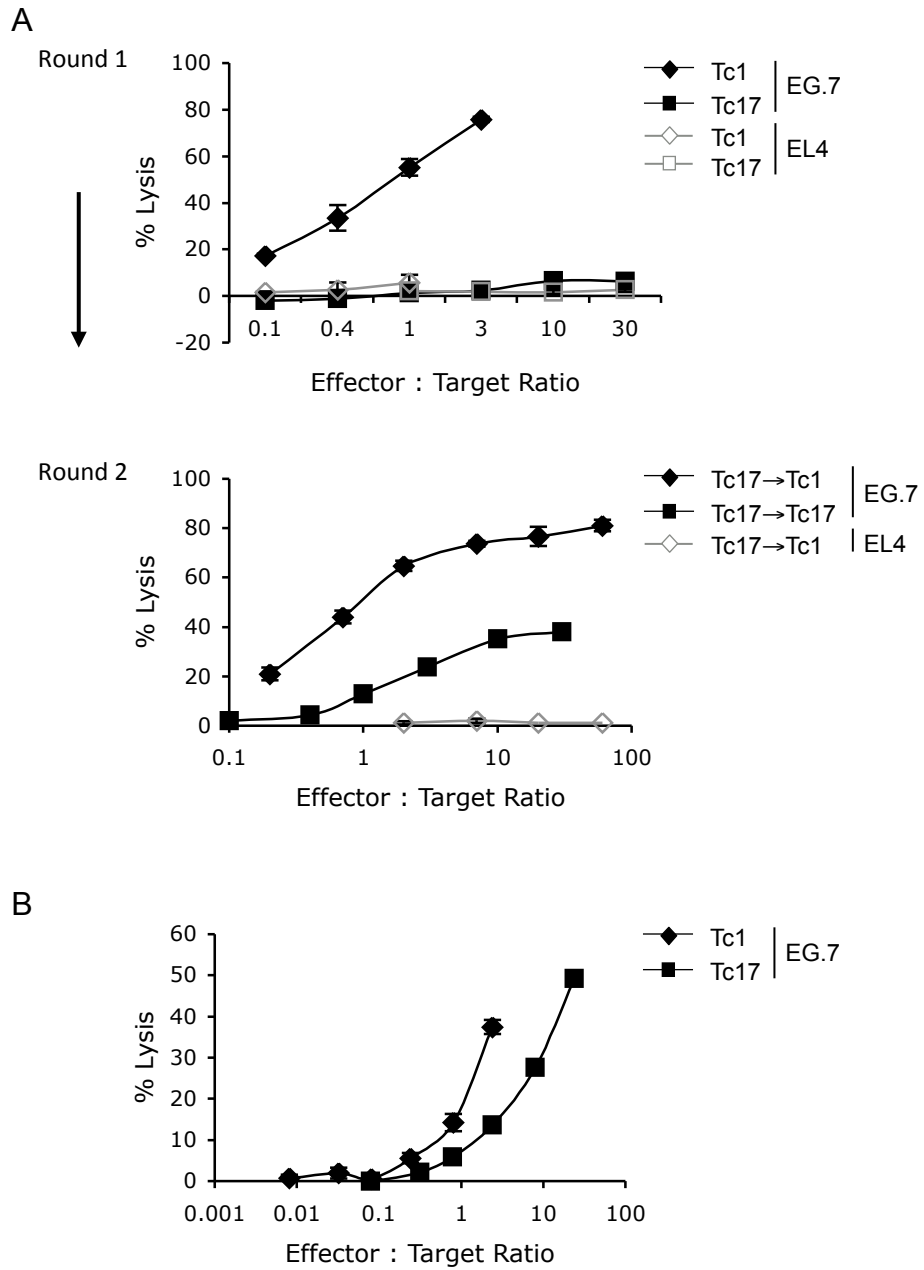 A
Round 1
100
80
60
40
20
0
-20
% Lysis
0.1 0.4 1 3 10 30
Effector : Target Ratio
Tc1
Tc17
EG.7
Tc1
Tc17
EL4
Round 2
100
80
60
40
20
0
% Lysis
0.1 1 10 100
Effector : Target Ratio
Tc17→Tc1
Tc17→Tc17
EG.7
Tc17→Tc1
EL4
B
60
50
40
30
20
10
0
% Lysis
0.001 0.01 0.1 1 10 100
Effector : Target Ratio
Tc1
Tc17
EG.7